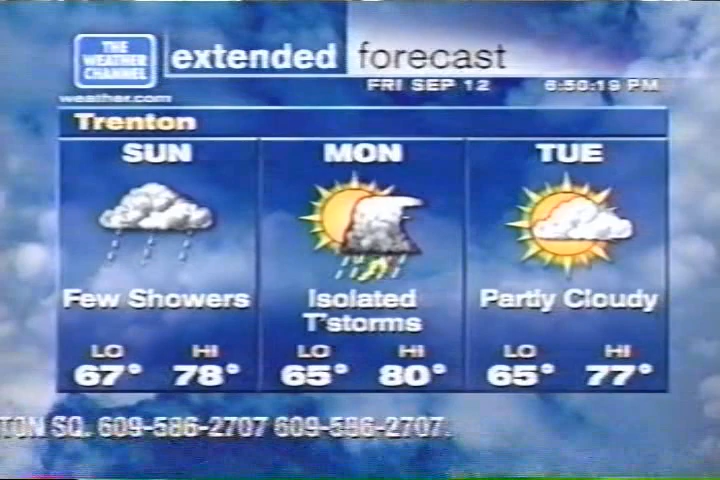 THE
WEATHER
CHANNEL
weather.com
extended forecast
FRI SEP 12 6:50:19 PM
Trenton
SUN MON TUE
Few Showers Isolated T'storms Partly Cloudy
LO HI LO HI LO HI
67° 78° 65° 80° 65° 77°
TON SQ. 609-586-2707 609-586-2707.